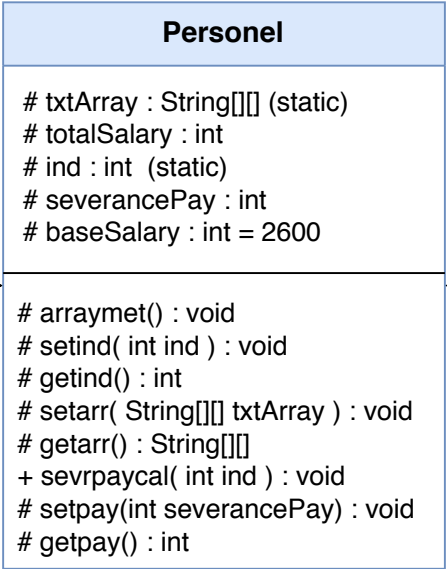 Personel
# txtArray : String[][] (static)
# totalSalary : int
# ind : int  (static)
# severancePay : int
# baseSalary : int = 2600
# arraymet() : void
# setind( int ind ) : void
# getind() : int
# setarr( String[][] txtArray ) : void
# getarr() : String[][]
+ sevrpaycal( int ind ) : void
# setpay(int severancePay) : void
# getpay() : int